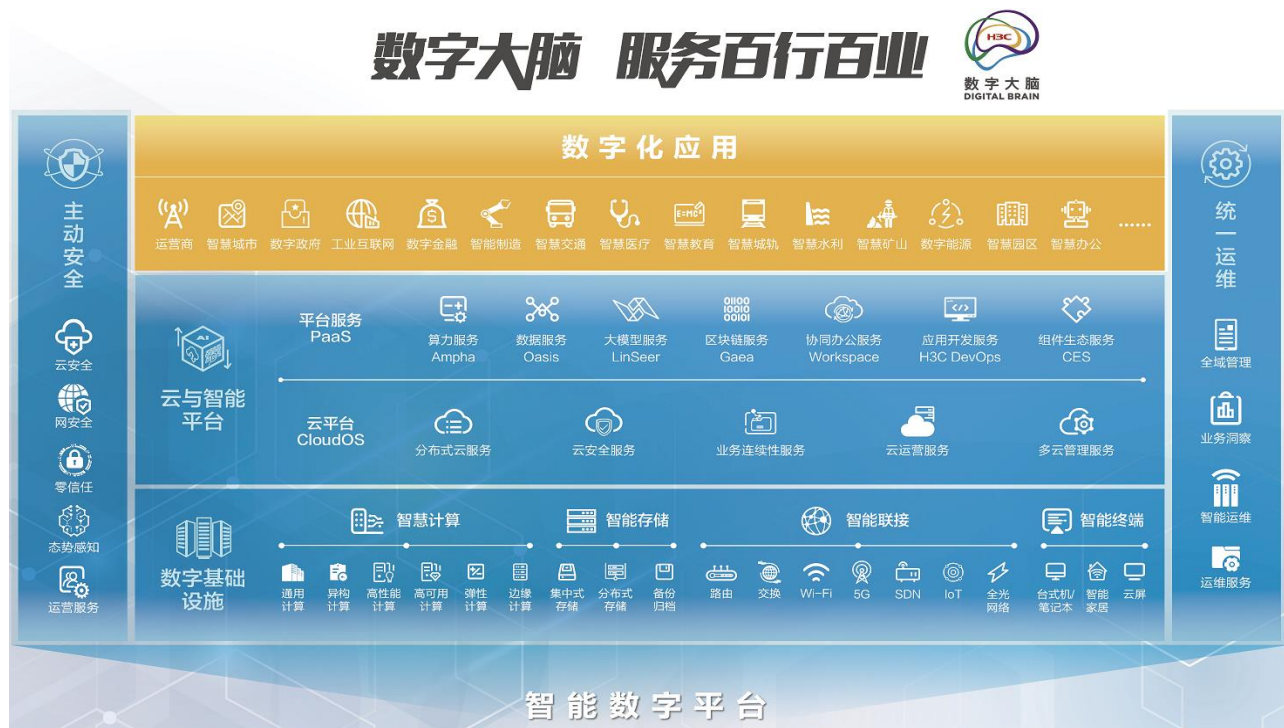 数字大脑 服务百行百业
H3C
数字大脑
DIGITAL BRAIN
主动安全
云安全
网安全
零信任
态势感知
运营服务
数字化应用
运营商 智慧城市 数字政府 工业互联网 数字金融 智能制造 智慧交通 智慧医疗 智慧教育 智慧城轨 智慧水利 智慧矿山 数字能源 智慧园区 智慧办公 ……
E=MC²
AI
云与智能
平台
平台服务
PaaS
01100
10010
00101
算力服务 数据服务 大模型服务 区块链服务 协同办公服务 应用开发服务 组件生态服务
Ampha Oasis LinSeer Gaea Workspace H3C DevOps CES
云平台
CloudOS
分布式云服务 云安全服务 业务连续性服务 云运营服务 多云管理服务
数字基础
设施
智慧计算 智能存储 智能联接 智能终端
通用计算 异构计算 高性能计算 高可用计算 弹性计算 边缘计算 集中式存储 分布式存储 备份归档 路由 交换 Wi-Fi 5G SDN IoT 全光网络 台式机/笔记本 智能家居 云屏
统一运维
全域管理
业务洞察
智能运维
运维服务
智能数字平台